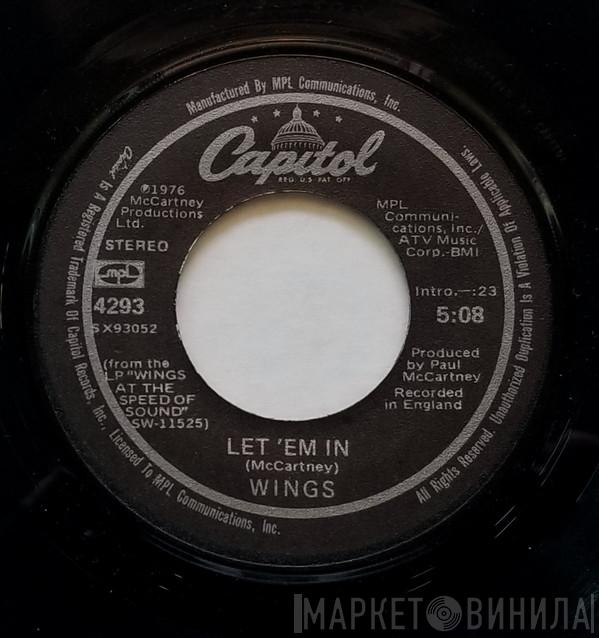 Manufactured By MPL Communications, Inc.
Capitol
REG. U.S. PAT. OFF.
℗1976
McCartney
Productions
Ltd.
STEREO
mpl
4293
SX93052
(from the
LP "WINGS
AT THE
SPEED OF
SOUND"
SW-11525)
MPL
Communi-
cations, Inc./
ATV Music
Corp.-BMI
Intro.—:23
5:08
Produced
by Paul
McCartney
Recorded
in England
LET 'EM IN
(McCartney)
WINGS
Capitol Is A Registered Trademark Of Capitol Records, Inc., Licensed To MPL Communications, Inc.
All Rights Reserved. Unauthorized Duplication Is A Violation Of Applicable Laws.
МАРКЕТ ВИНИЛА